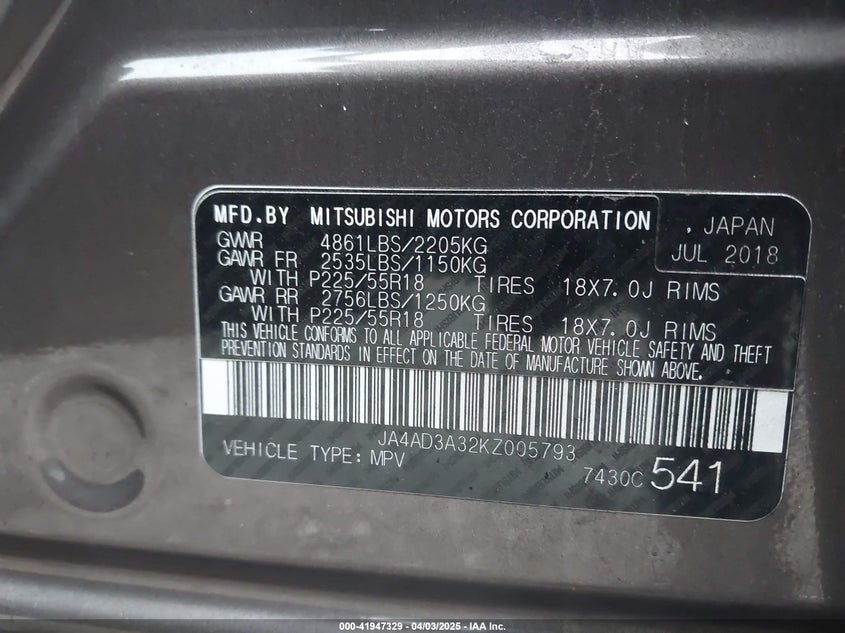 MFD.BY MITSUBISHI MOTORS CORPORATION , JAPAN
GVWR 4861LBS/2205KG JUL 2018
GAWR FR 2535LBS/1150KG
WITH P225/55R18 TIRES 18X7.0J RIMS
GAWR RR 2756LBS/1250KG
WITH P225/55R18 TIRES 18X7.0J RIMS
THIS VEHICLE CONFORMS TO ALL APPLICABLE FEDERAL MOTOR VEHICLE SAFETY AND THEFT
PREVENTION STANDARDS IN EFFECT ON THE DATE OF MANUFACTURE SHOWN ABOVE.
JA4AD3A32KZ005793
VEHICLE TYPE: MPV
7430C 541
000-41947329 | 04/03/2025 - IAA Inc.